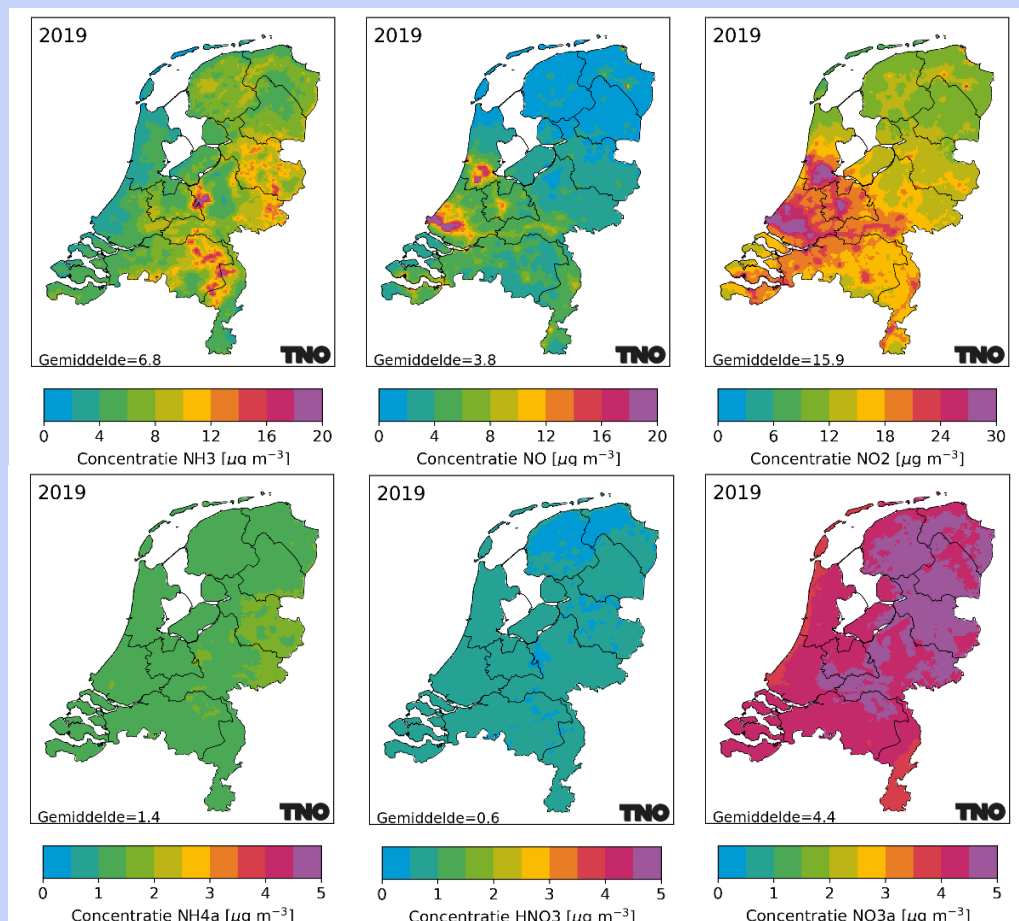 2019
Gemiddelde=6.8
TNO
0 4 8 12 16 20
Concentratie NH3 [μg m⁻³]
2019
Gemiddelde=3.8
TNO
0 4 8 12 16 20
Concentratie NO [μg m⁻³]
2019
Gemiddelde=15.9
TNO
0 6 12 18 24 30
Concentratie NO2 [μg m⁻³]
2019
Gemiddelde=1.4
TNO
0 1 2 3 4 5
Concentratie NH4a [μg m⁻³]
2019
Gemiddelde=0.6
TNO
0 1 2 3 4 5
Concentratie HNO3 [μg m⁻³]
2019
Gemiddelde=4.4
TNO
0 1 2 3 4 5
Concentratie NO3a [μg m⁻³]